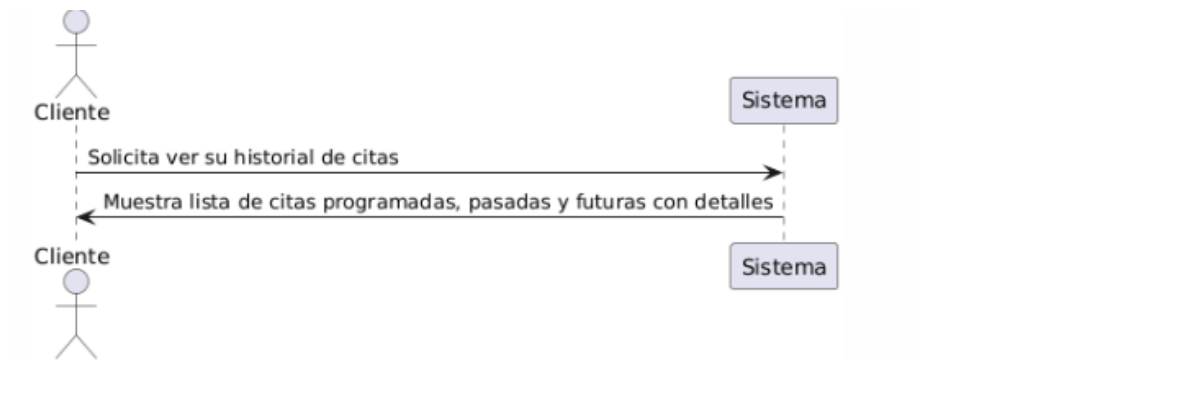 Cliente
Sistema
Solicita ver su historial de citas
Muestra lista de citas programadas, pasadas y futuras con detalles
Cliente
Sistema